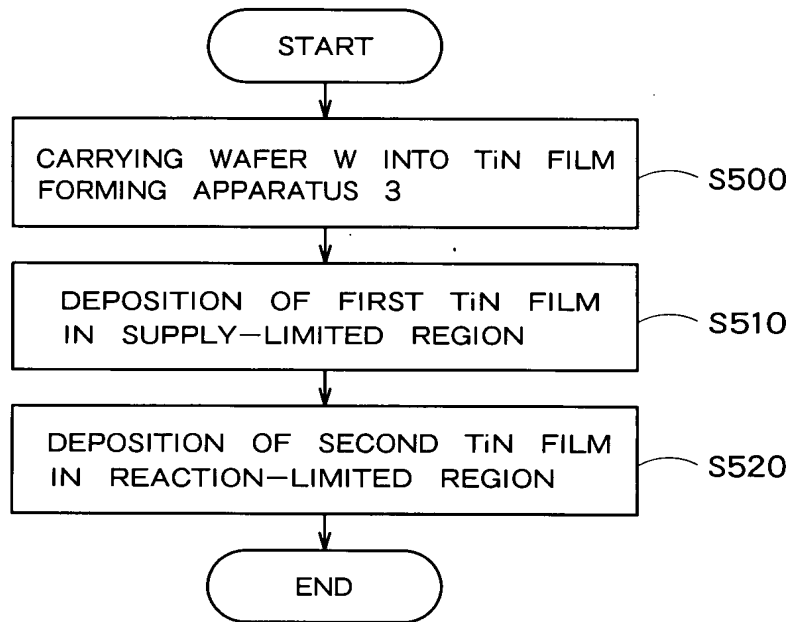 START
CARRYING WAFER W INTO TiN FILM
FORMING APPARATUS 3
S500
DEPOSITION OF FIRST TiN FILM
IN SUPPLY-LIMITED REGION
S510
DEPOSITION OF SECOND TiN FILM
IN REACTION-LIMITED REGION
S520
END